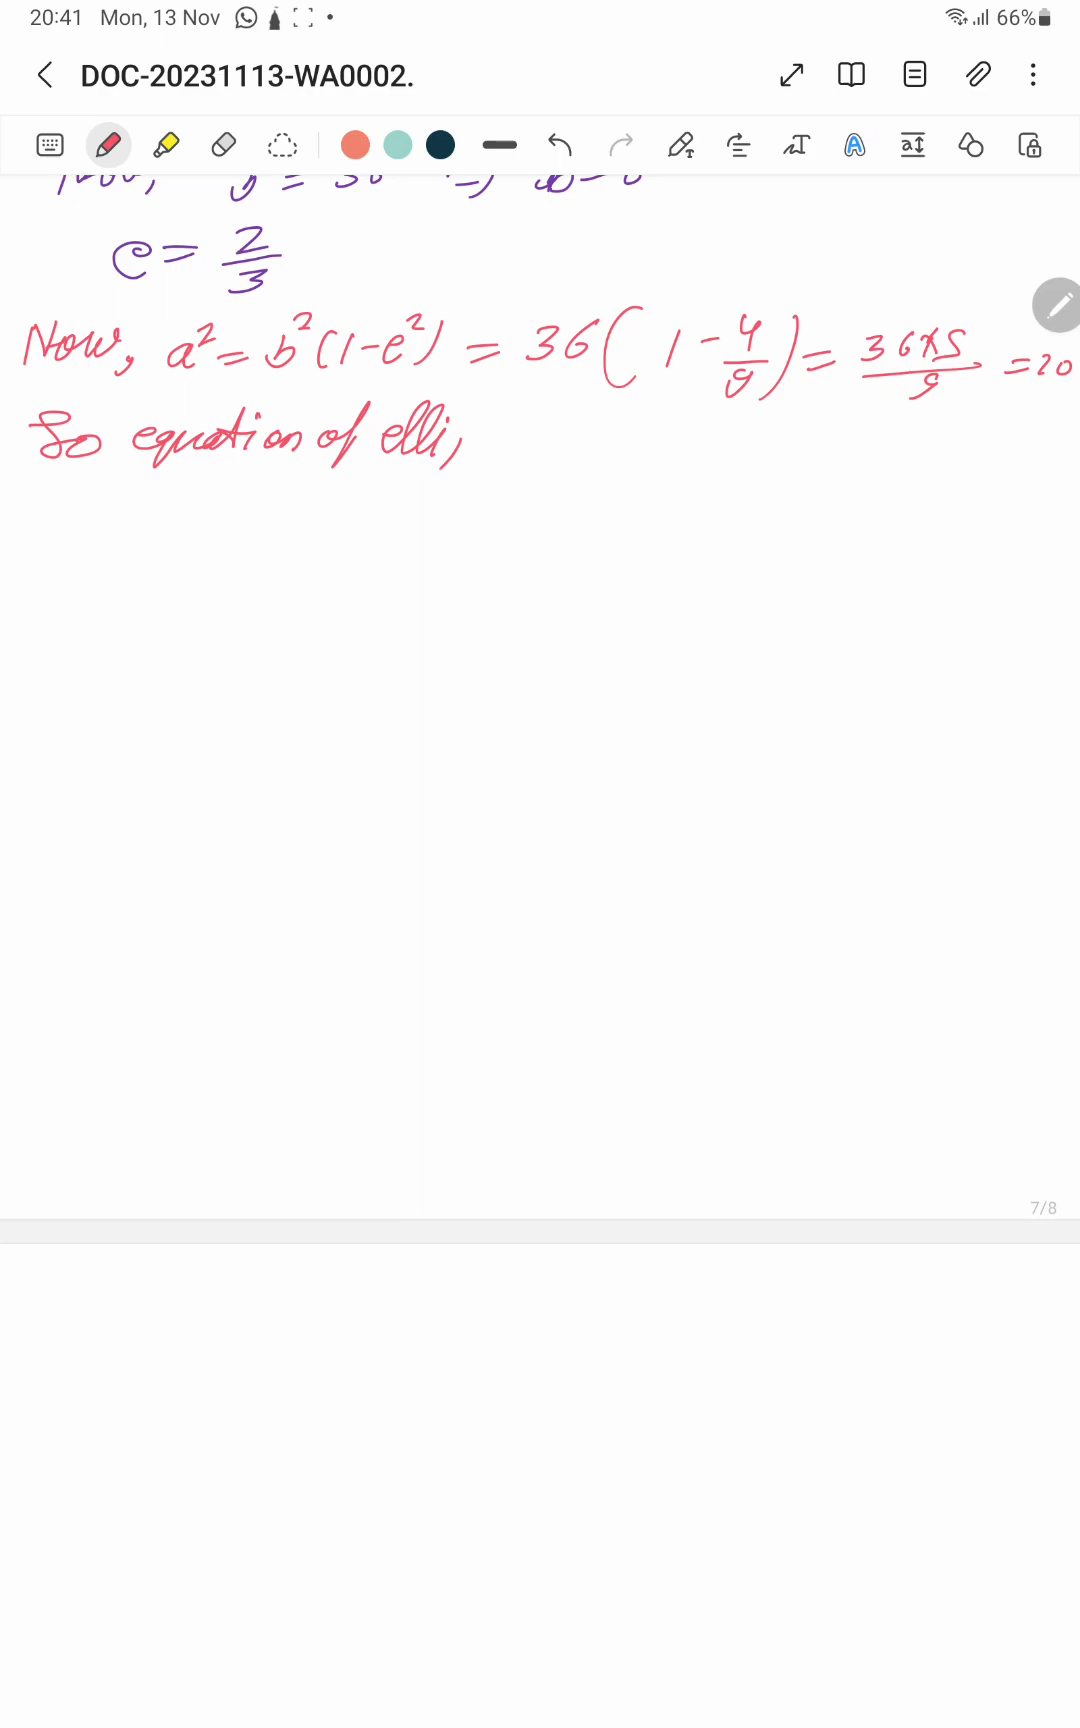 20:41 Mon, 13 Nov 66%
DOC-20231113-WA0002.
e = 2/3
Now, a² = b²(1-e²) = 36(1 - 4/9) = 36×5/9 = 20
So equation of elli,
7/8